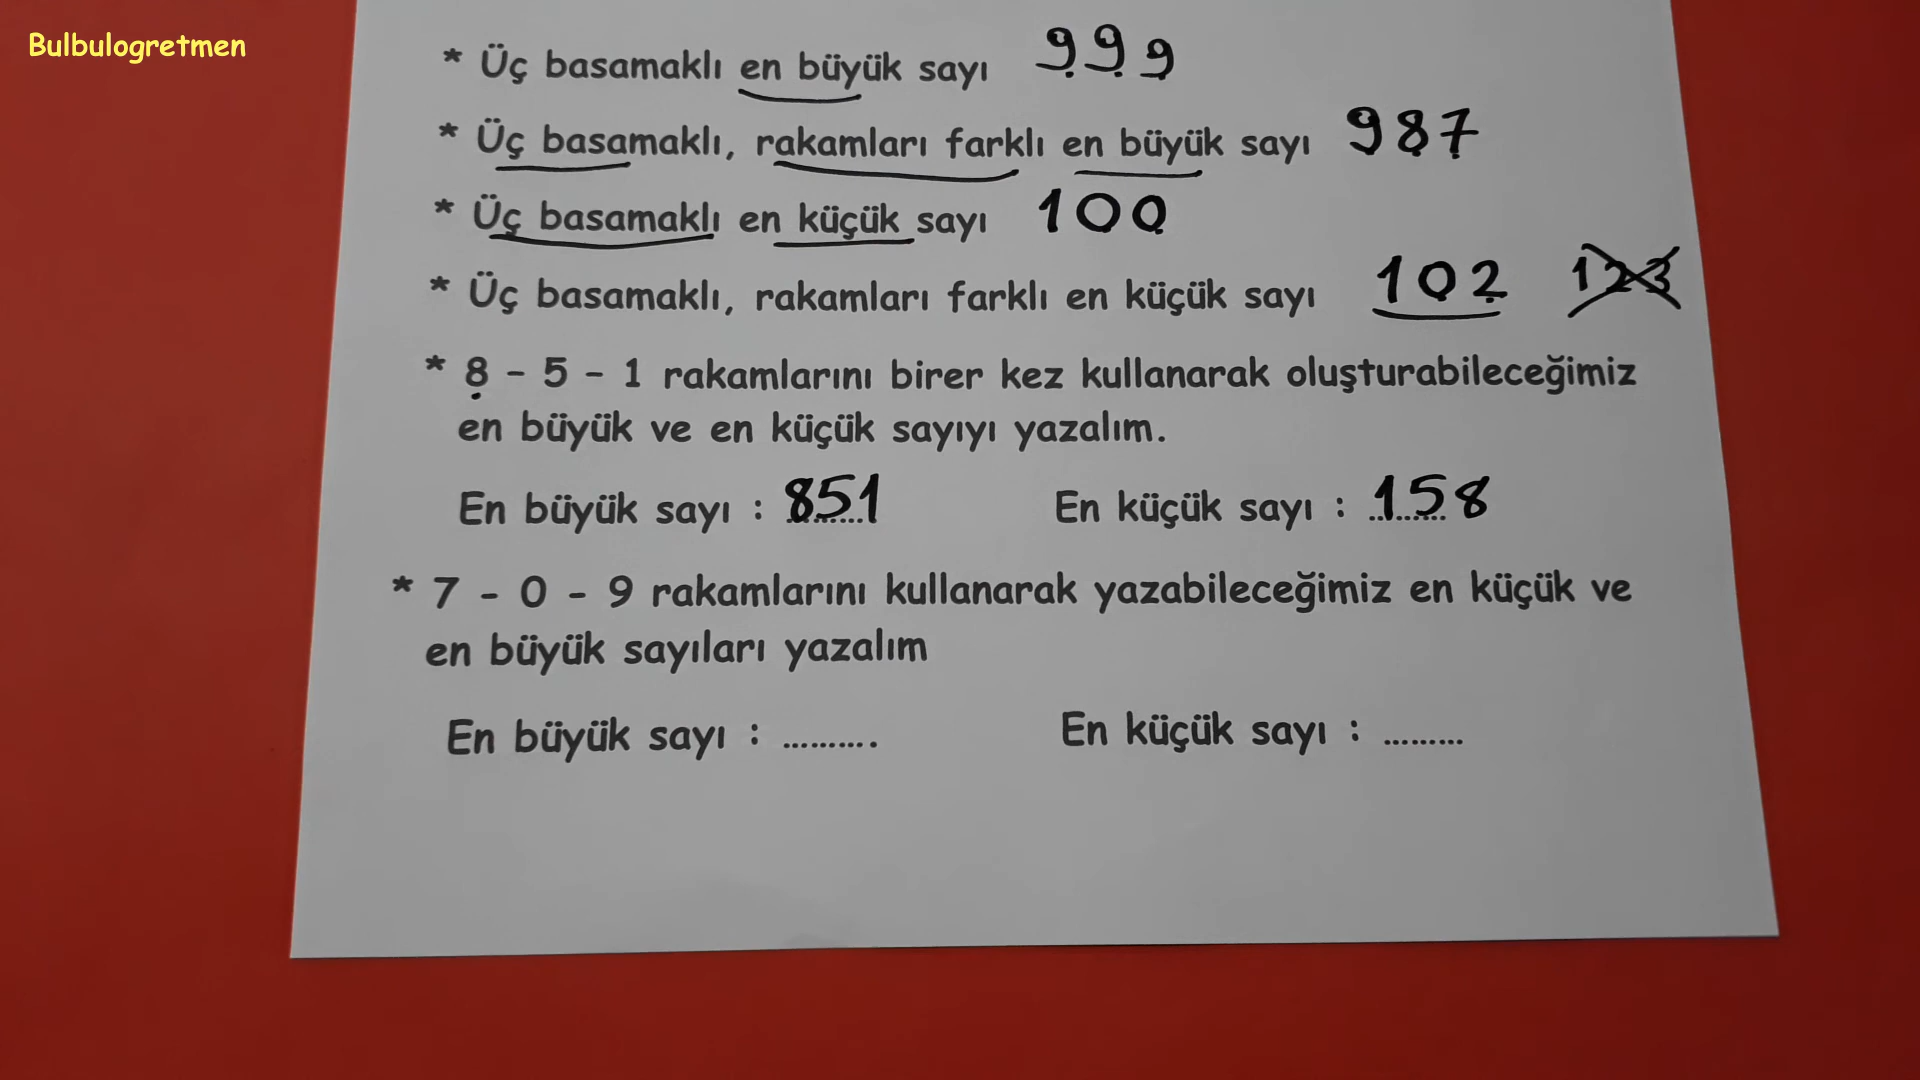 Bulbulogretmen
* Üç basamaklı en büyük sayı 999
* Üç basamaklı, rakamları farklı en büyük sayı 987
* Üç basamaklı en küçük sayı 100
* Üç basamaklı, rakamları farklı en küçük sayı 102 123
* 8 - 5 - 1 rakamlarını birer kez kullanarak oluşturabileceğimiz
en büyük ve en küçük sayıyı yazalım.
En büyük sayı : 851 En küçük sayı : 158
* 7 - 0 - 9 rakamlarını kullanarak yazabileceğimiz en küçük ve
en büyük sayıları yazalım
En büyük sayı : .......... En küçük sayı : .........